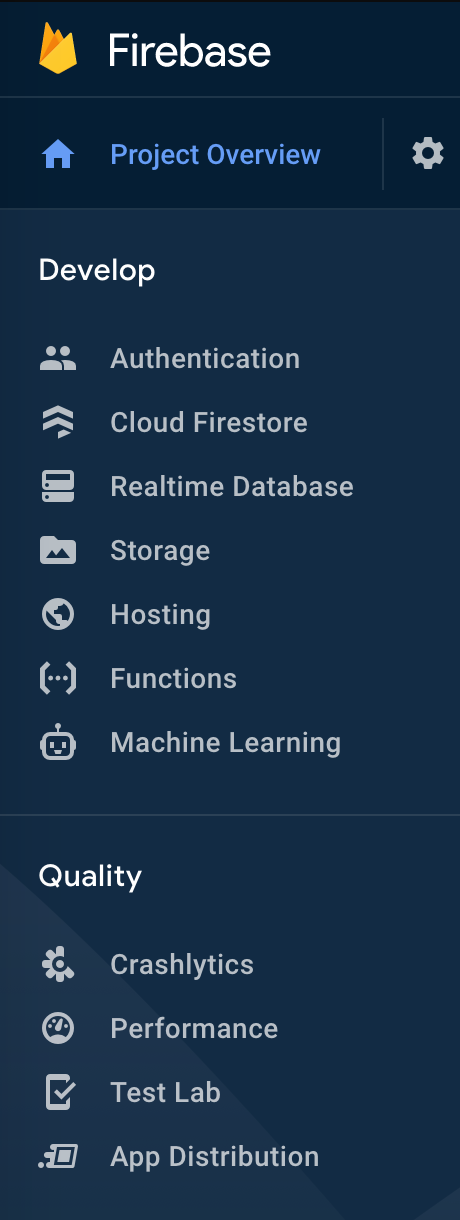 Firebase
Project Overview
Develop
Authentication
Cloud Firestore
Realtime Database
Storage
Hosting
Functions
Machine Learning
Quality
Crashlytics
Performance
Test Lab
App Distribution